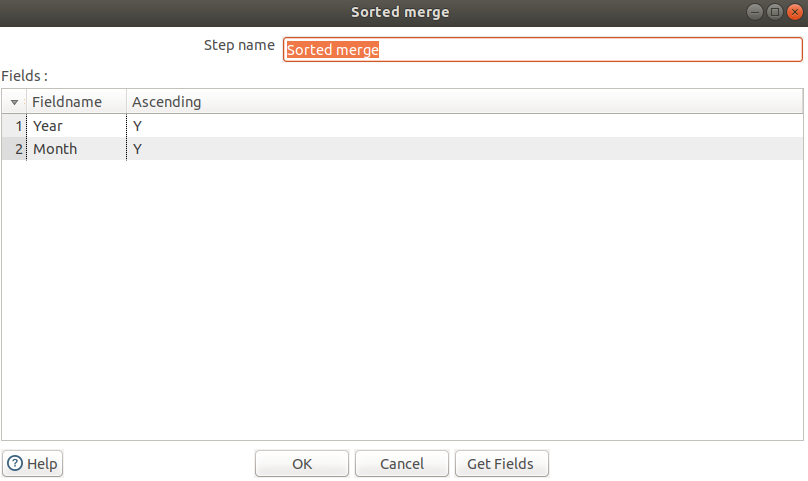 Sorted merge
Step name Sorted merge
Fields :
Fieldname Ascending
1 Year Y
2 Month Y
Help OK Cancel Get Fields